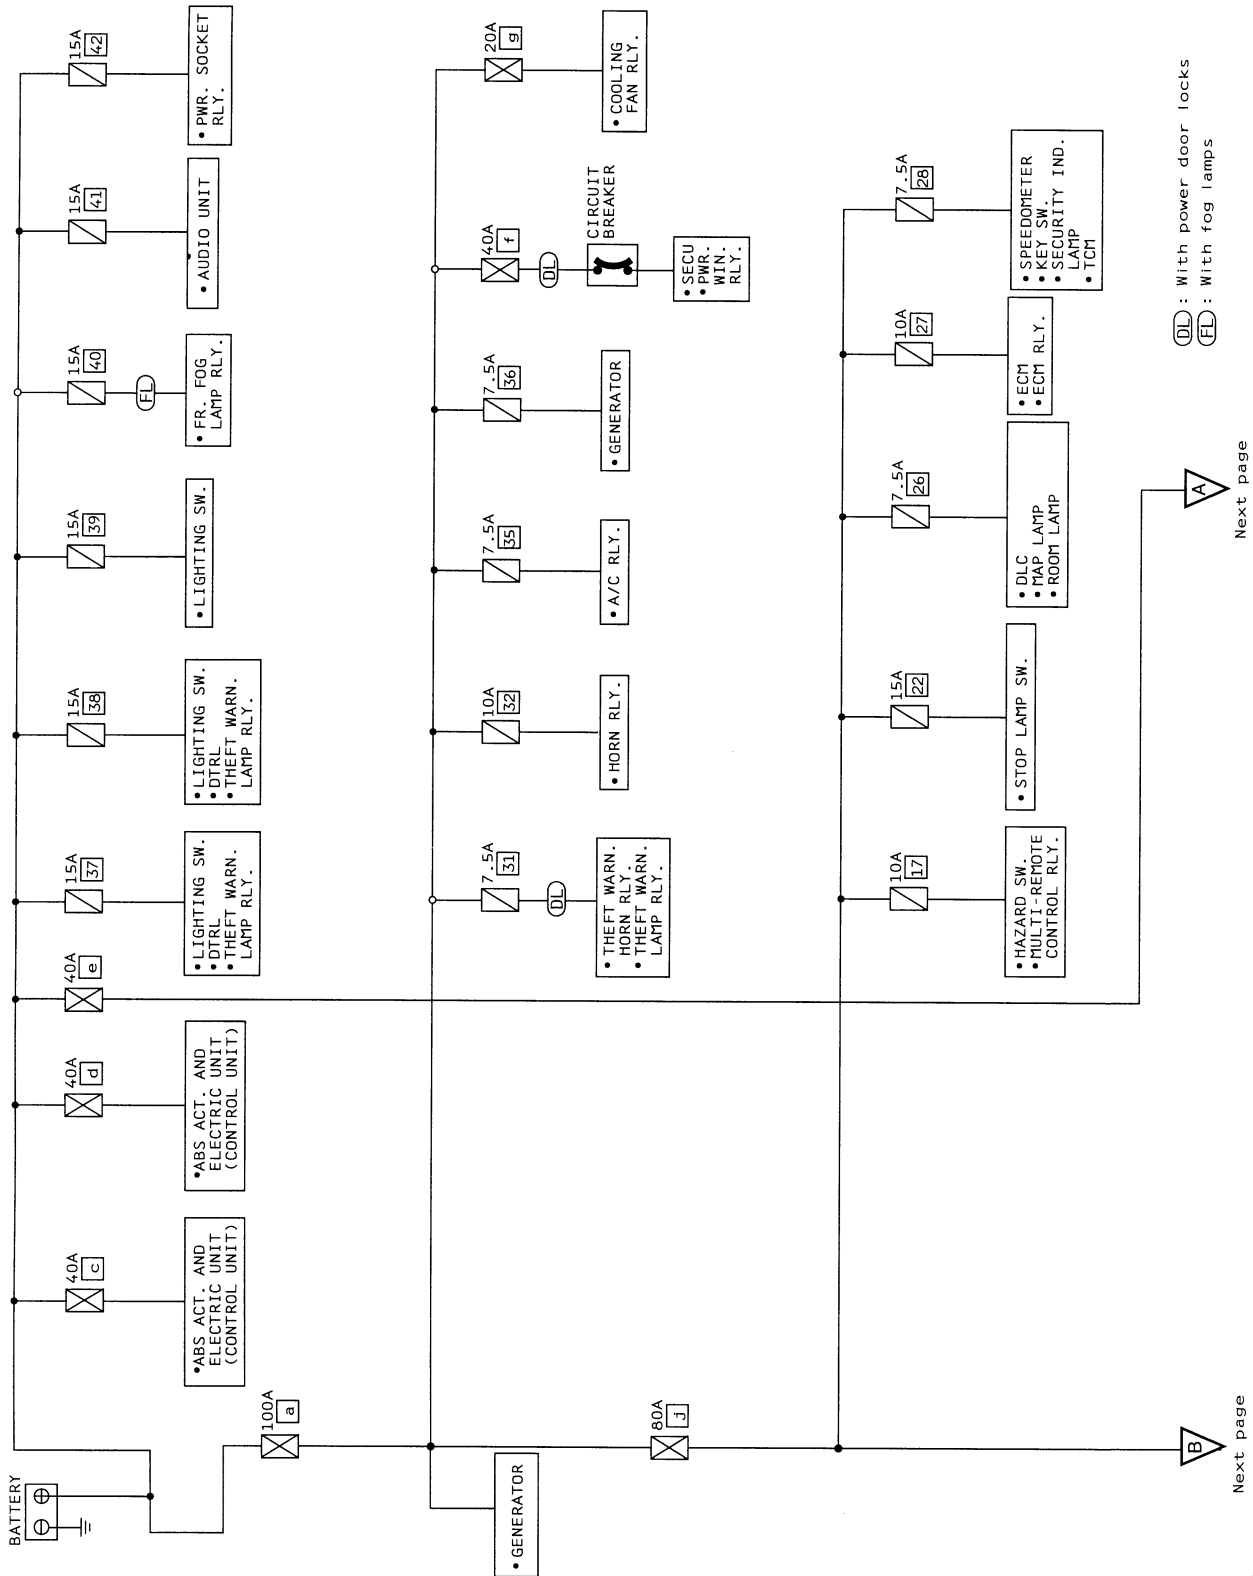 BATTERY
100A
a
80A
j
• GENERATOR
40A
c
•ABS ACT. AND
ELECTRIC UNIT
(CONTROL UNIT)
40A
d
•ABS ACT. AND
ELECTRIC UNIT
(CONTROL UNIT)
40A
e
15A
37
• LIGHTING SW.
• DTRL
• THEFT WARN.
LAMP RLY.
15A
38
• LIGHTING SW.
• DTRL
• THEFT WARN.
LAMP RLY.
15A
39
• LIGHTING SW.
15A
40
FL
• FR. FOG
LAMP RLY.
15A
41
• AUDIO UNIT
15A
42
• PWR. SOCKET
RLY.
7.5A
31
DL
• THEFT WARN.
HORN RLY.
• THEFT WARN.
LAMP RLY.
10A
32
• HORN RLY.
7.5A
35
• A/C RLY.
7.5A
36
• GENERATOR
40A
f
DL
CIRCUIT
BREAKER
• SECU
• PWR.
WIN.
RLY.
20A
g
• COOLING
FAN RLY.
10A
17
• HAZARD SW.
•MULTI-REMOTE
CONTROL RLY.
15A
22
• STOP LAMP SW.
7.5A
26
• DLC
• MAP LAMP
• ROOM LAMP
10A
27
• ECM
• ECM RLY.
7.5A
28
• SPEEDOMETER
• KEY SW.
• SECURITY IND.
LAMP
• TCM
B
Next page
A
Next page
DL : With power door locks
FL : With fog lamps